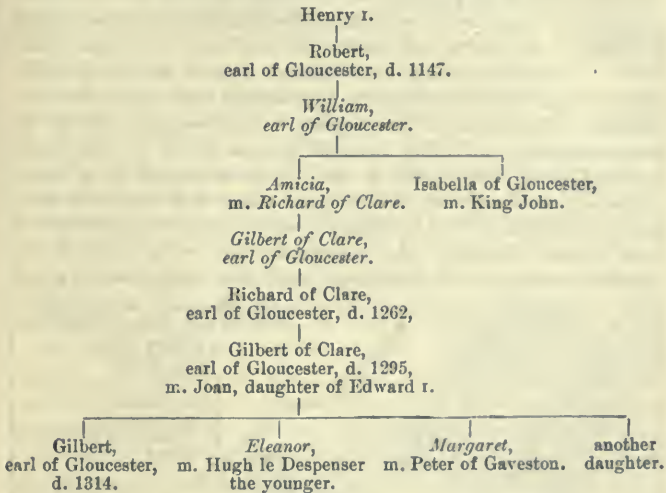 Henry I.
Robert,
earl of Gloucester, d. 1147.
William,
earl of Gloucester.
Amicia,
m. Richard of Clare.
Isabella of Gloucester,
m. King John.
Gilbert of Clare,
earl of Gloucester.
Richard of Clare,
earl of Gloucester, d. 1262,
Gilbert of Clare,
earl of Gloucester, d. 1295,
m. Joan, daughter of Edward I.
Gilbert,
earl of Gloucester,
d. 1314.
Eleanor,
m. Hugh le Despenser
the younger.
Margaret,
m. Peter of Gaveston.
another
daughter.